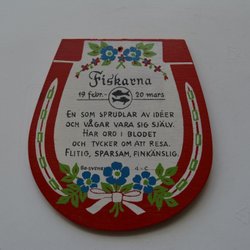 Fiskarna
19 febr.- 20 mars
En som sprudlar av idéer
och vågar vara sig själv.
Har oro i blodet
och tycker om att resa.
Flitig, sparsam, finkänslig.